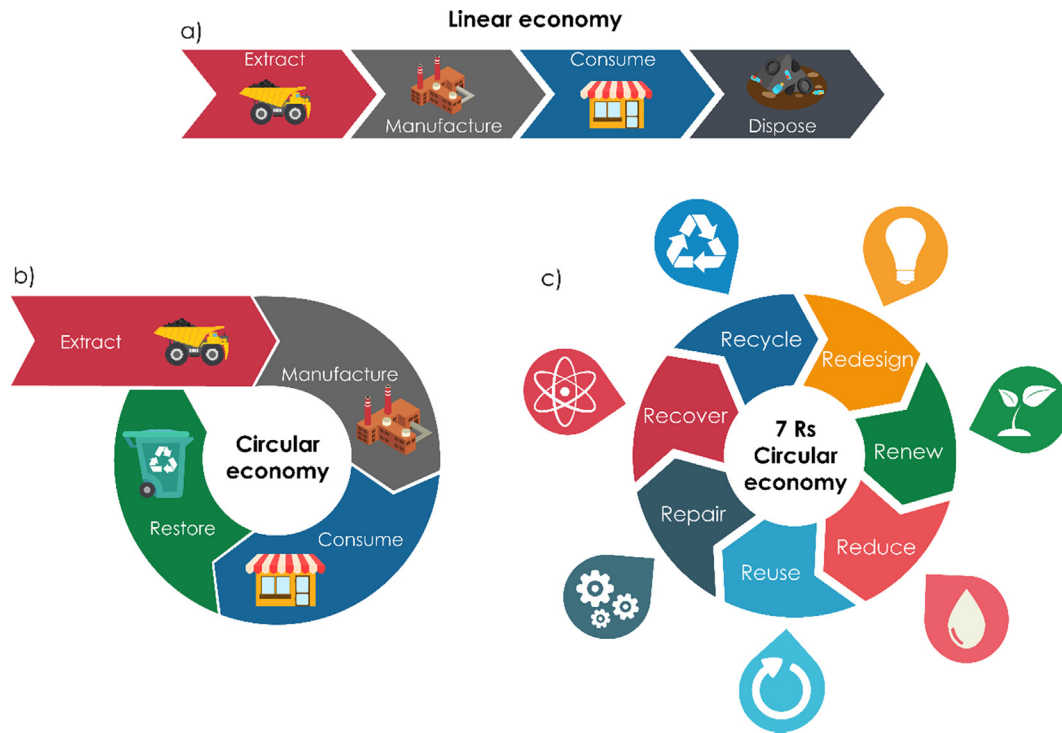 Linear economy
a)
Extract
Manufacture
Consume
Dispose
b)
Extract
Manufacture
Circular
economy
Restore
Consume
c)
Recycle
Redesign
Recover
Renew
7 Rs
Circular
economy
Repair
Reduce
Reuse